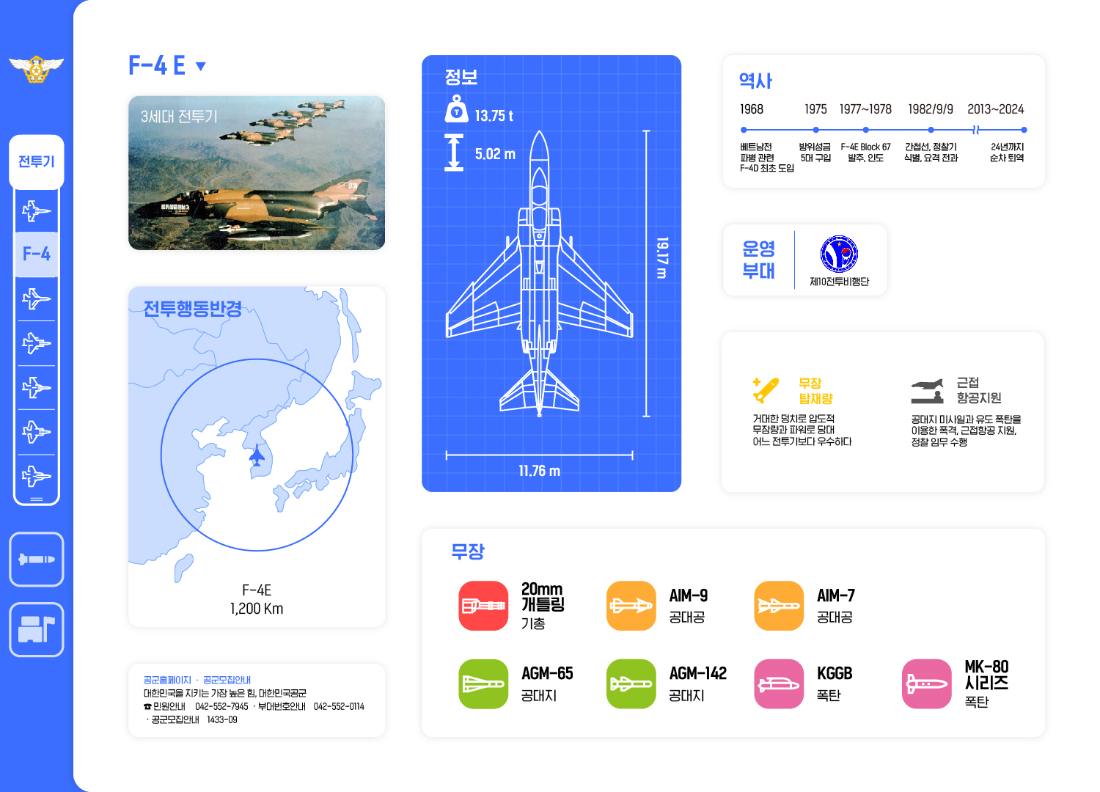 전투기
F-4
F-4 E ▼
3세대 전투기
전투행동반경
F-4E
1,200 Km
공군홈페이지 · 공군모집안내
대한민국을 지키는 가장 높은 힘, 대한민국공군
☎ 민원안내 042-552-7945 · 부대번호안내 042-552-0114
· 공군모집안내 1433-09
정보
T
13.75 t
5.02 m
19.17 m
11.76 m
역사
1968
베트남전
파병 관련
F-4D 최초 도입
1975
방위성금
5대 구입
1977~1978
F-4E Block 67
발주, 인도
1982/9/9
간첩선, 정찰기
식별, 요격 전과
2013~2024
24년까지
순차 퇴역
운영
부대
제10전투비행단
무장
탑재량
거대한 덩치로 압도적
무장량과 파워로 당대
어느 전투기보다 우수하다
근접
항공지원
공대지 미사일과 유도 폭탄을
이용한 폭격, 근접항공 지원,
정찰 임무 수행
무장
20mm
개틀링
기총
AIM-9
공대공
AIM-7
공대공
AGM-65
공대지
AGM-142
공대지
KGGB
폭탄
MK-80
시리즈
폭탄